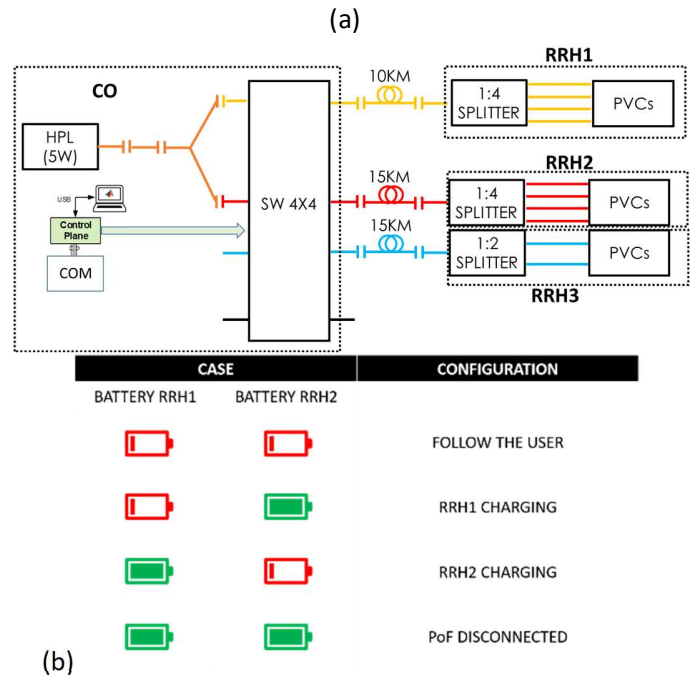 (a)
RRH1
CO
10KM
HPL
(5W)
1:4
SPLITTER
PVCs
USB
Control
Plane
COM
SW 4X4
15KM
RRH2
1:4
SPLITTER
PVCs
15KM
1:2
SPLITTER
PVCs
RRH3
CASE CONFIGURATION
BATTERY RRH1 BATTERY RRH2
FOLLOW THE USER
RRH1 CHARGING
RRH2 CHARGING
PoF DISCONNECTED
(b)